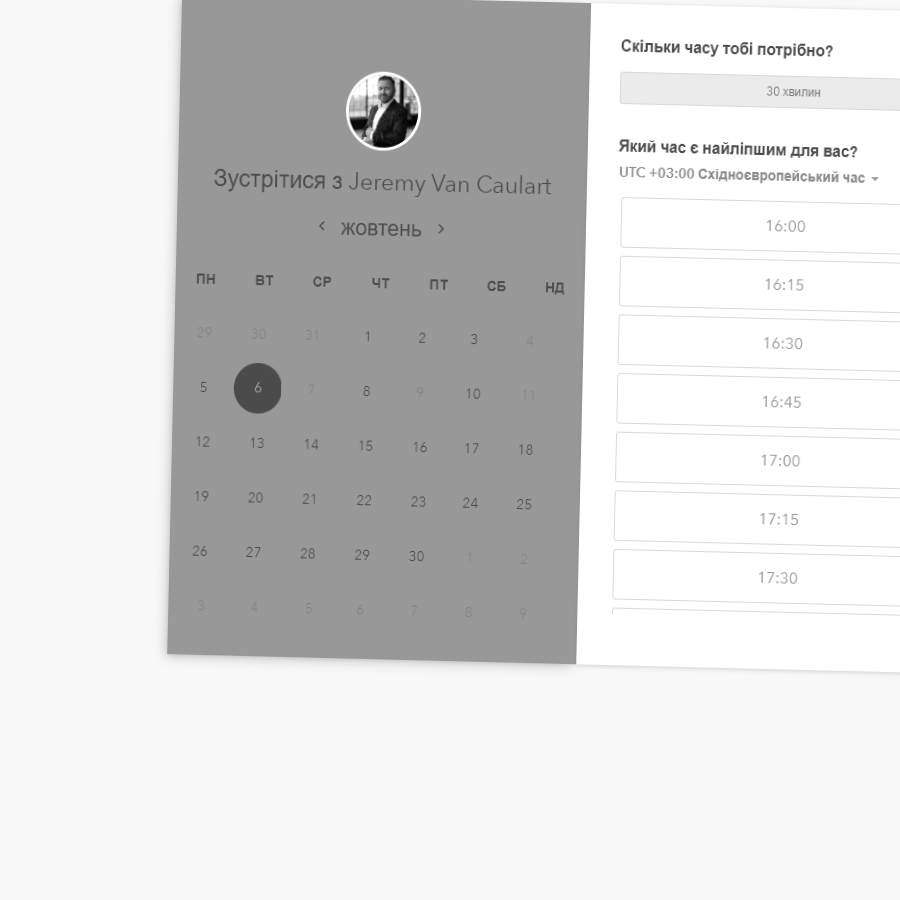 Зустрітися з Jeremy Van Caulart
жовтень
ПН ВТ СР ЧТ ПТ СБ НД
29 30 31 1 2 3 4
5 6 7 8 9 10 11
12 13 14 15 16 17 18
19 20 21 22 23 24 25
26 27 28 29 30 1 2
3 4 5 6 7 8 9
Скільки часу тобі потрібно?
30 хвилин
Який час є найліпшим для вас?
UTC +03:00 Східноєвропейський час
16:00
16:15
16:30
16:45
17:00
17:15
17:30